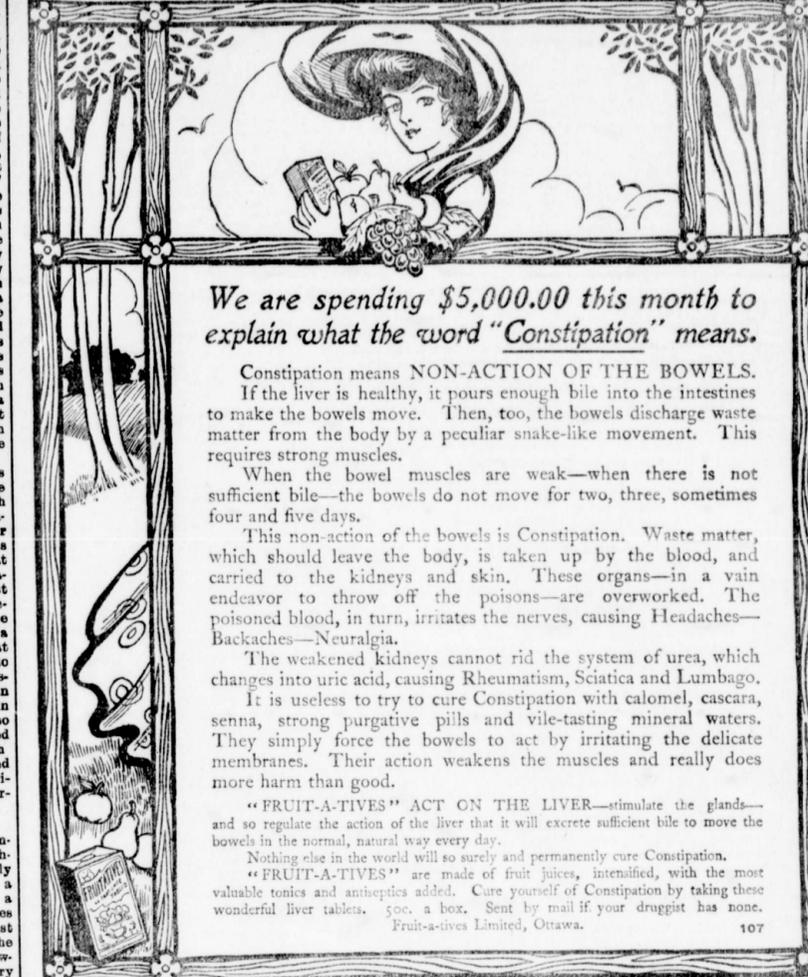 We are spending $5,000.00 this month to
explain what the word "Constipation" means.
Constipation means NON-ACTION OF THE BOWELS.
If the liver is healthy, it pours enough bile into the intestines
to make the bowels move. Then, too, the bowels discharge waste
matter from the body by a peculiar snake-like movement. This
requires strong muscles.
When the bowel muscles are weak—when there is not
sufficient bile—the bowels do not move for two, three, sometimes
four and five days.
This non-action of the bowels is Constipation. Waste matter,
which should leave the body, is taken up by the blood, and
carried to the kidneys and skin. These organs—in a vain
endeavor to throw off the poisons—are overworked. The
poisoned blood, in turn, irritates the nerves, causing Headaches—
Backaches—Neuralgia.
The weakened kidneys cannot rid the system of urea, which
changes into uric acid, causing Rheumatism, Sciatica and Lumbago.
It is useless to try to cure Constipation with calomel, cascara,
senna, strong purgative pills and vile-tasting mineral waters.
They simply force the bowels to act by irritating the delicate
membranes. Their action weakens the muscles and really does
more harm than good.
"FRUIT-A-TIVES" ACT ON THE LIVER—stimulate the glands—
and so regulate the action of the liver that it will excrete sufficient bile to move the
bowels in the normal, natural way every day.
Nothing else in the world will so surely and permanently cure Constipation.
"FRUIT-A-TIVES" are made of fruit juices, intensified, with the most
valuable tonics and antiseptics added. Cure yourself of Constipation by taking these
wonderful liver tablets. 50c. a box. Sent by mail if your druggist has none.
Fruit-a-tives Limited, Ottawa.
107
FRUIT-A-TIVES